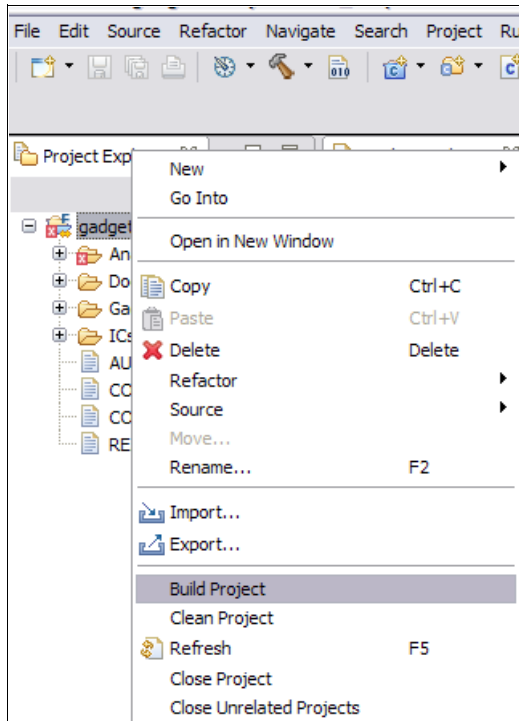 File Edit Source Refactor Navigate Search Project Ru
Project Exp
New
Go Into
gadget
Open in New Window
An
Do
Copy Ctrl+C
Ga
Paste Ctrl+V
ICs
Delete Delete
AU
Refactor
CO
Source
CO
Move...
RE
Rename... F2
Import...
Export...
Build Project
Clean Project
Refresh F5
Close Project
Close Unrelated Projects